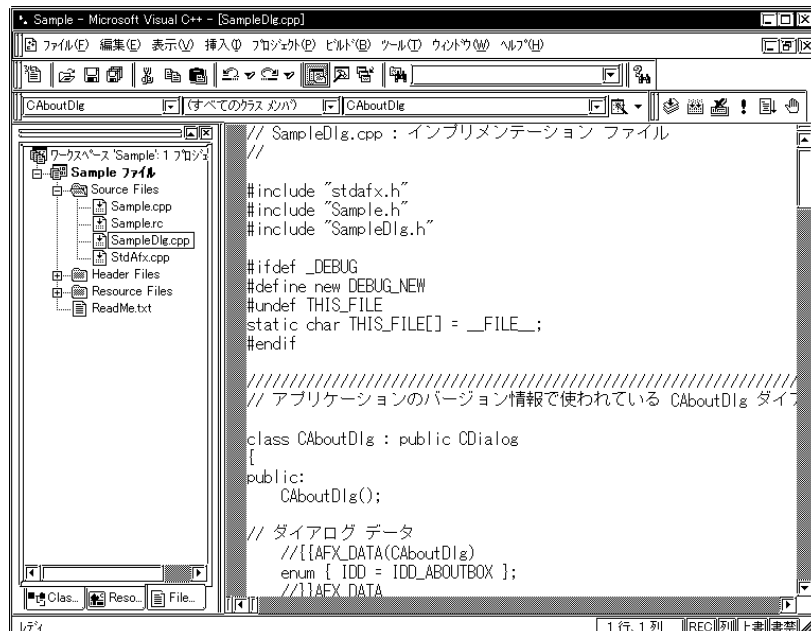 Sample - Microsoft Visual C++ - [SampleDlg.cpp]
ファイル(F) 編集(E) 表示(V) 挿入(I) プロジェクト(P) ビルド(B) ツール(T) ウィンドウ(W) ヘルプ(H)
CAboutDlg (すべてのクラス メンバ) CAboutDlg
ワークスペース 'Sample': 1 プロジェ
Sample ファイル
Source Files
Sample.cpp
Sample.rc
SampleDlg.cpp
StdAfx.cpp
Header Files
Resource Files
ReadMe.txt
Clas... Reso... File...
// SampleDlg.cpp : インプリメンテーション ファイル
//
#include "stdafx.h"
#include "Sample.h"
#include "SampleDlg.h"
#ifdef _DEBUG
#define new DEBUG_NEW
#undef THIS_FILE
static char THIS_FILE[] = __FILE__;
#endif
/////////////////////////////////////////////////////////////////
// アプリケーションのバージョン情報で使われている CAboutDlg ダイア
class CAboutDlg : public CDialog
{
public:
CAboutDlg();
// ダイアログ データ
//{{AFX_DATA(CAboutDlg)
enum { IDD = IDD_ABOUTBOX };
//}}AFX_DATA
レディ 1 行, 1 列 REC 列 上書 書禁